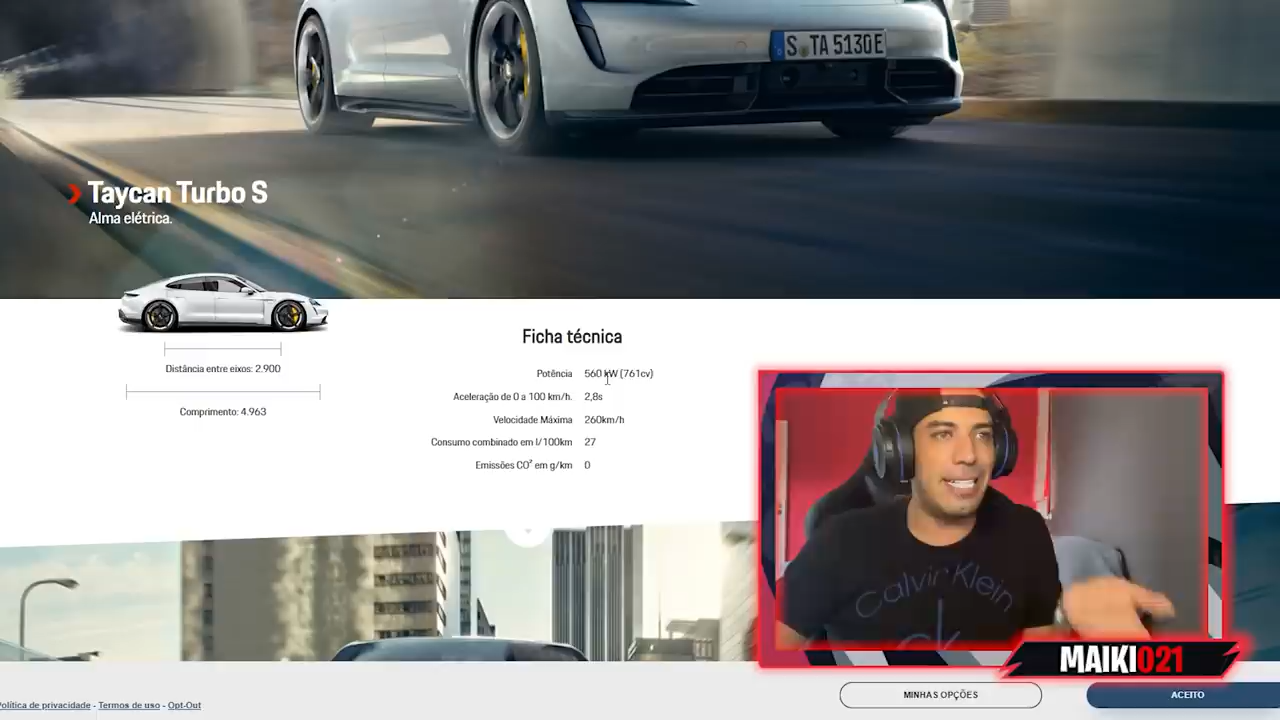 S TA 5130E
Taycan Turbo S
Alma elétrica.
Distância entre eixos: 2.900
Comprimento: 4.963
Ficha técnica
Potência 560 kW (761cv)
Aceleração de 0 a 100 km/h. 2,8s
Velocidade Máxima 260km/h
Consumo combinado em l/100km 27
Emissões CO² em g/km 0
Calvin Klein
ck
MAIKI021
MINHAS OPÇÕES
ACEITO
Política de privacidade - Termos de uso - Opt-Out